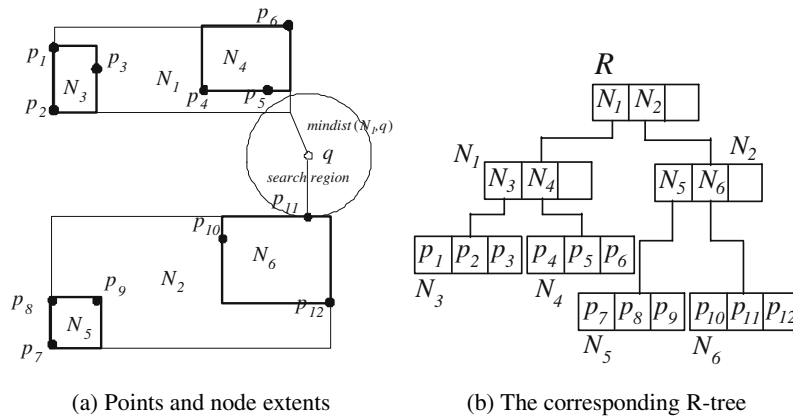 p6
p1
p3
N3
N1
N4
p2
p4
p5
mindist(N1,q)
q
search region
p11
p10
N6
N2
p8
p9
N5
p12
p7
(a) Points and node extents
R
N1 N2
N1
N2
N3 N4
N5 N6
p1 p2 p3
p4 p5 p6
N3
N4
p7 p8 p9
p10 p11 p12
N5
N6
(b) The corresponding R-tree